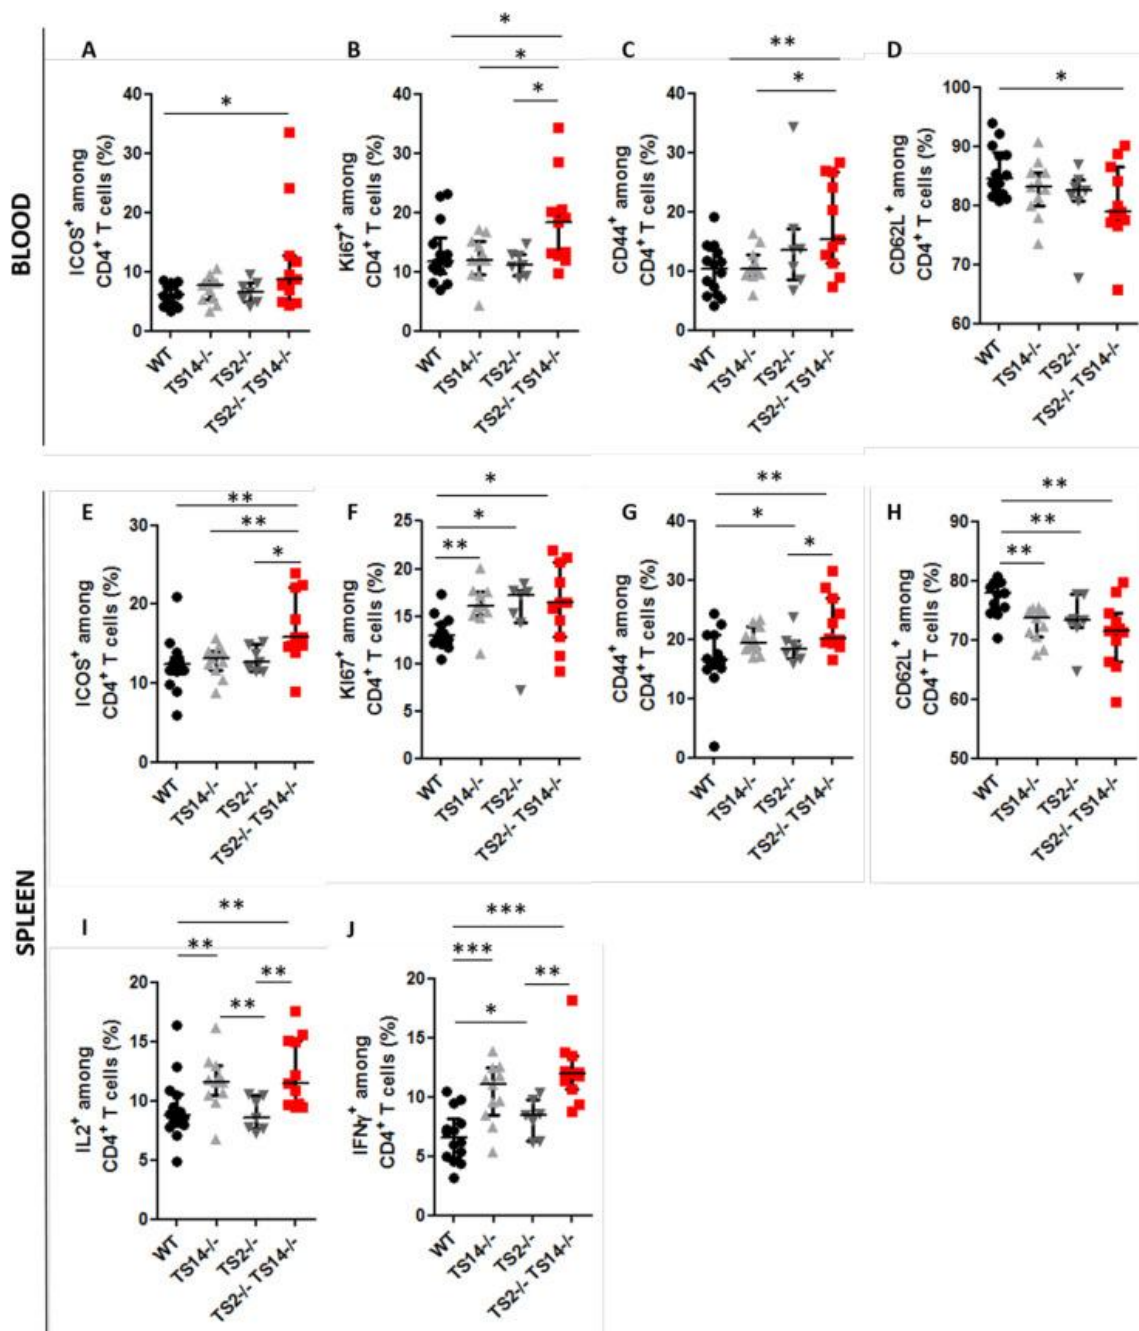 BLOOD
A
*
ICOS⁺ among
CD4⁺ T cells (%)
40
30
20
10
0
WT
TS14-/-
TS2-/-
TS2-/- TS14-/-
B
*
*
*
Ki67⁺ among
CD4⁺ T cells (%)
40
30
20
10
0
WT
TS14-/-
TS2-/-
TS2-/- TS14-/-
C
**
*
CD44⁺ among
CD4⁺ T cells (%)
40
30
20
10
0
WT
TS14-/-
TS2-/-
TS2-/- TS14-/-
D
*
CD62L⁺ among
CD4⁺ T cells (%)
100
90
80
70
60
WT
TS14-/-
TS2-/-
TS2-/- TS14-/-
SPLEEN
E
**
**
*
ICOS⁺ among
CD4⁺ T cells (%)
30
20
10
0
WT
TS14-/-
TS2-/-
TS2-/- TS14-/-
F
*
*
**
KI67⁺ among
CD4⁺ T cells (%)
25
20
15
10
5
0
WT
TS14-/-
TS2-/-
TS2-/- TS14-/-
G
**
*
*
CD44⁺ among
CD4⁺ T cells (%)
40
30
20
10
0
WT
TS14-/-
TS2-/-
TS2-/- TS14-/-
H
**
**
**
CD62L⁺ among
CD4⁺ T cells (%)
90
80
70
60
50
WT
TS14-/-
TS2-/-
TS2-/- TS14-/-
I
**
**
**
**
IL2⁺ among
CD4⁺ T cells (%)
20
15
10
5
0
WT
TS14-/-
TS2-/-
TS2-/- TS14-/-
J
***
***
**
*
IFNγ⁺ among
CD4⁺ T cells (%)
20
15
10
5
0
WT
TS14-/-
TS2-/-
TS2-/- TS14-/-